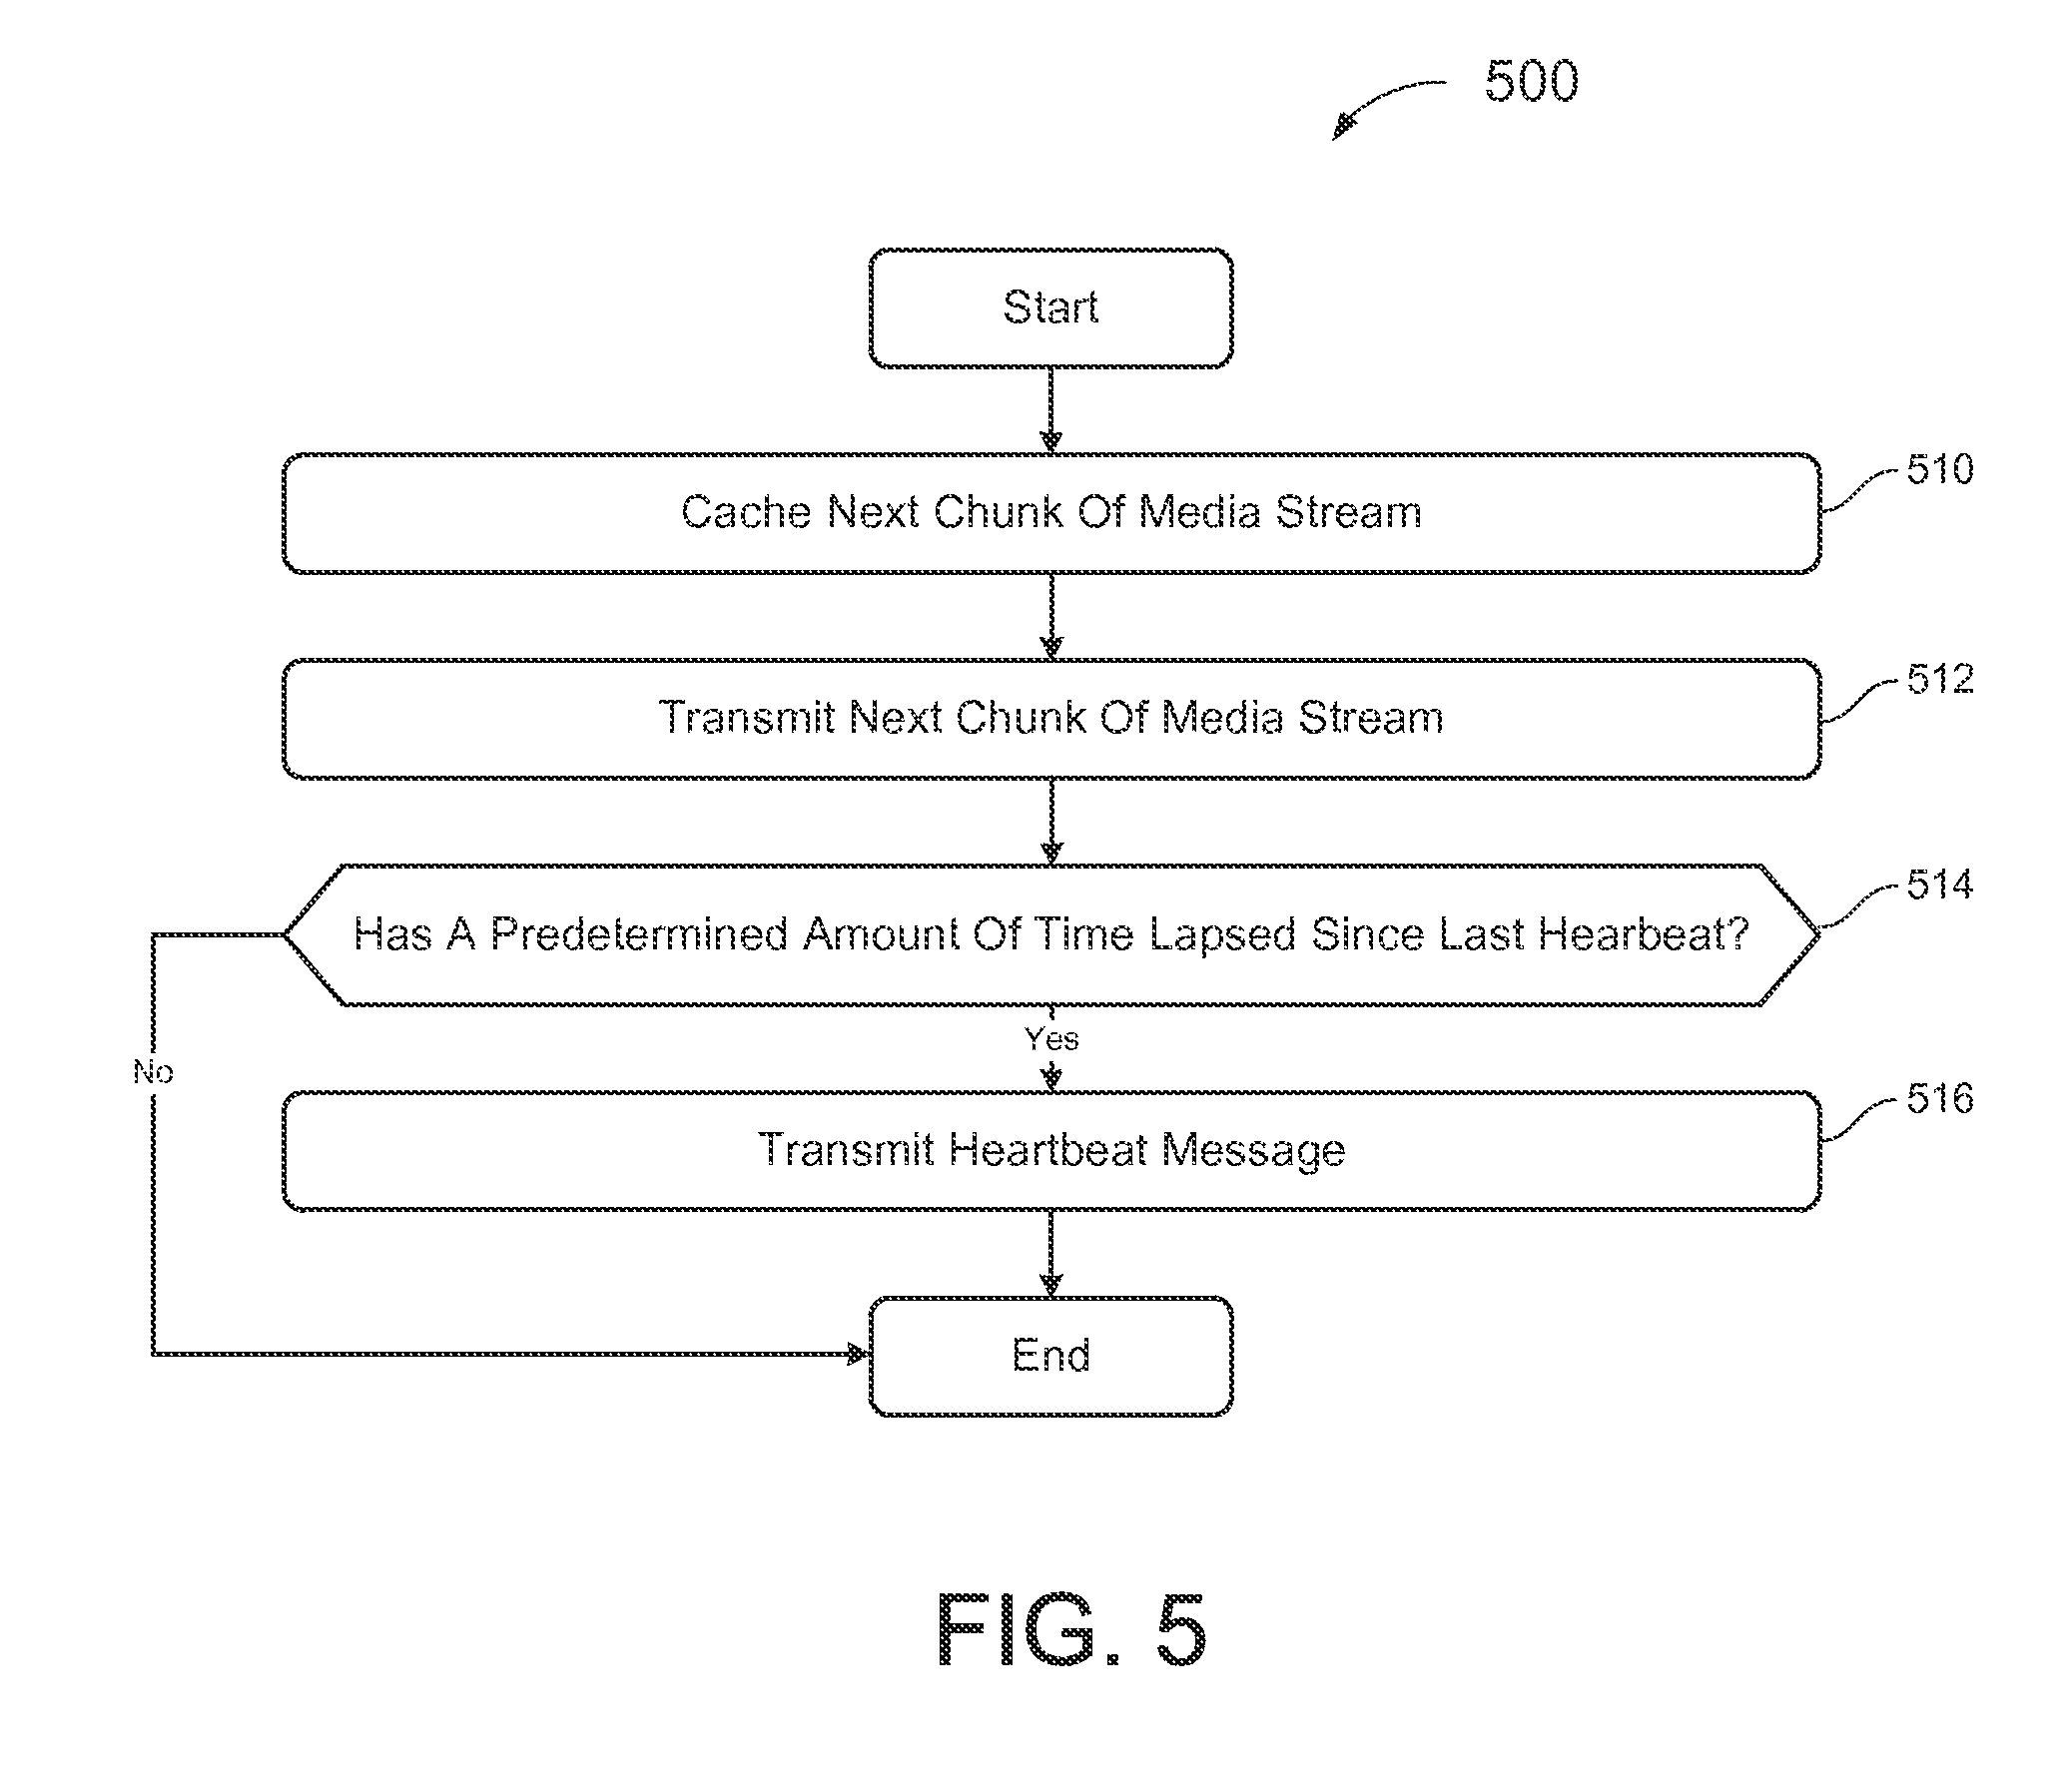 500
Start
Cache Next Chunk Of Media Stream
510
Transmit Next Chunk Of Media Stream
512
Has A Predetermined Amount Of Time Lapsed Since Last Hearbeat?
514
Yes
No
Transmit Heartbeat Message
516
End
FIG. 5